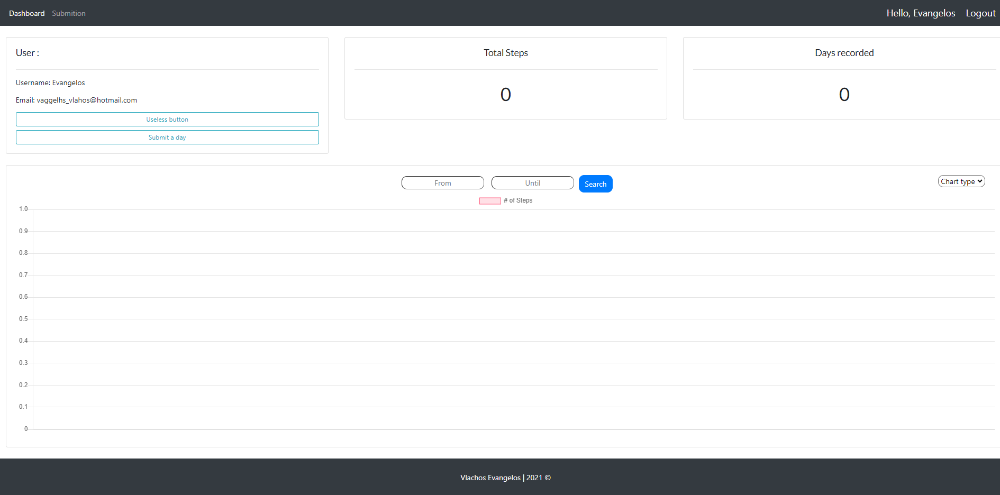 Dashboard Submition Hello, Evangelos Logout
User :
Username: Evangelos
Email: vaggelhs_vlahos@hotmail.com
Useless button
Submit a day
Total Steps
0
Days recorded
0
From Until Search Chart type
# of Steps
1.0
0.9
0.8
0.7
0.6
0.5
0.4
0.3
0.2
0.1
0
Vlachos Evangelos | 2021 ©